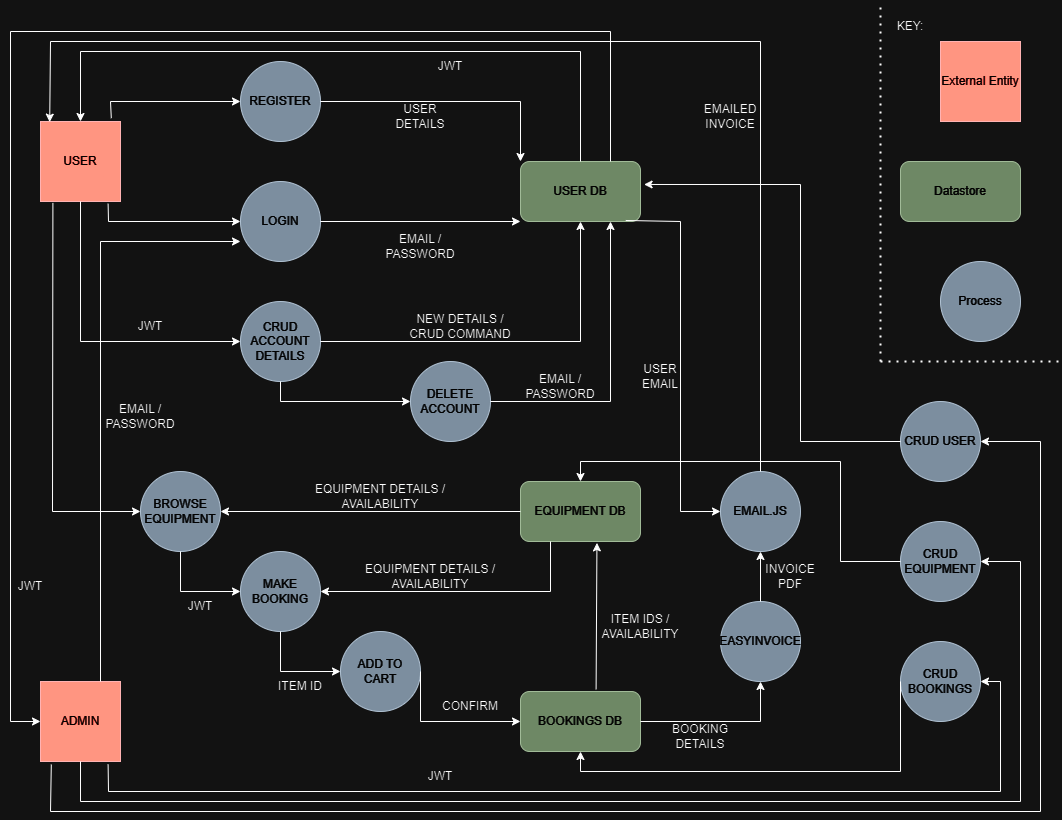 KEY:
External Entity
JWT
REGISTER
USER
DETAILS
EMAILED
INVOICE
USER
USER DB
Datastore
LOGIN
EMAIL /
PASSWORD
Process
JWT
CRUD
ACCOUNT
DETAILS
NEW DETAILS /
CRUD COMMAND
USER
EMAIL
DELETE
ACCOUNT
EMAIL /
PASSWORD
EMAIL /
PASSWORD
CRUD USER
BROWSE
EQUIPMENT
EQUIPMENT DETAILS /
AVAILABILITY
EQUIPMENT DB
EMAIL.JS
CRUD
EQUIPMENT
JWT
JWT
MAKE
BOOKING
EQUIPMENT DETAILS /
AVAILABILITY
INVOICE
PDF
ITEM IDS /
AVAILABILITY
EASYINVOICE
ITEM ID
ADD TO
CART
CRUD
BOOKINGS
ADMIN
CONFIRM
BOOKINGS DB
BOOKING
DETAILS
JWT